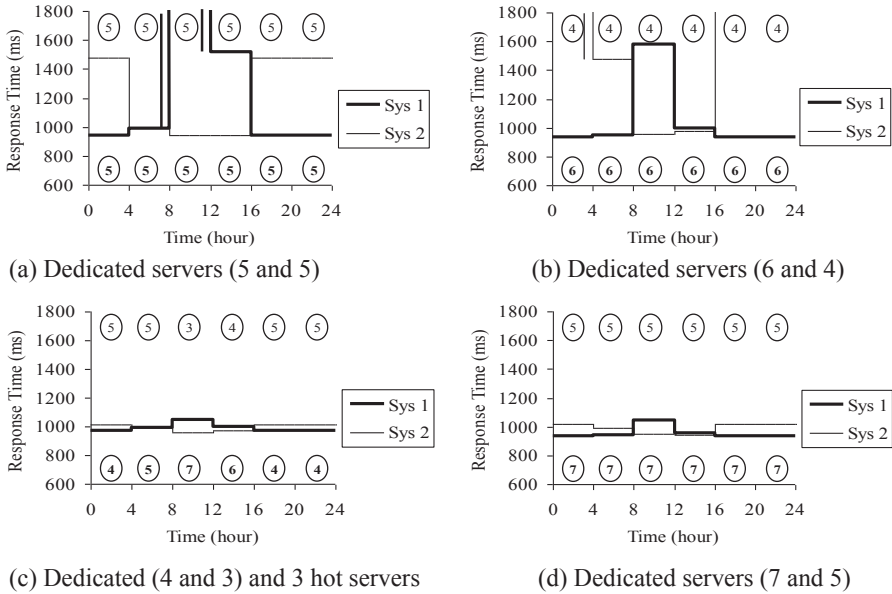 1800
1600
1400
1200
1000
800
600
Response Time (ms)
5 5 5 5 5 5
Sys 1
Sys 2
5 5 5 5 5 5
0 4 8 12 16 20 24
Time (hour)
(a) Dedicated servers (5 and 5)
1800
1600
1400
1200
1000
800
600
Response Time (ms)
4 4 4 4 4 4
Sys 1
Sys 2
6 6 6 6 6 6
0 4 8 12 16 20 24
Time (hour)
(b) Dedicated servers (6 and 4)
1800
1600
1400
1200
1000
800
600
Response Time (ms)
5 5 3 4 5 5
Sys 1
Sys 2
4 5 7 6 4 4
0 4 8 12 16 20 24
Time (hour)
(c) Dedicated (4 and 3) and 3 hot servers
1800
1600
1400
1200
1000
800
600
Response Time (ms)
5 5 5 5 5 5
Sys 1
Sys 2
7 7 7 7 7 7
0 4 8 12 16 20 24
Time (hour)
(d) Dedicated servers (7 and 5)